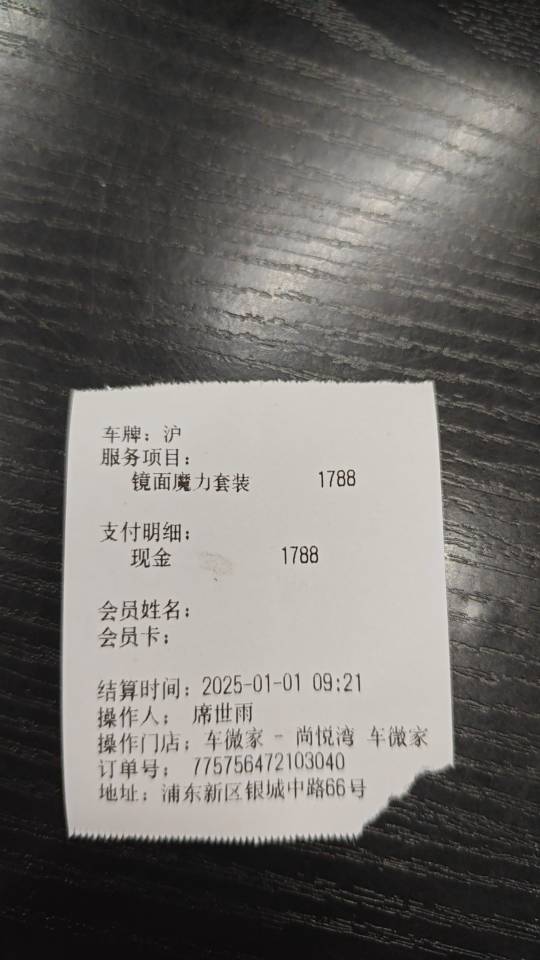 车牌：沪
服务项目：
镜面魔力套装 1788
支付明细：
现金 1788
会员姓名：
会员卡：
结算时间：2025-01-01 09:21
操作人： 席世雨
操作门店：车微家 - 尚悦湾 车微家
订单号： 775756472103040
地址：浦东新区银城中路66号